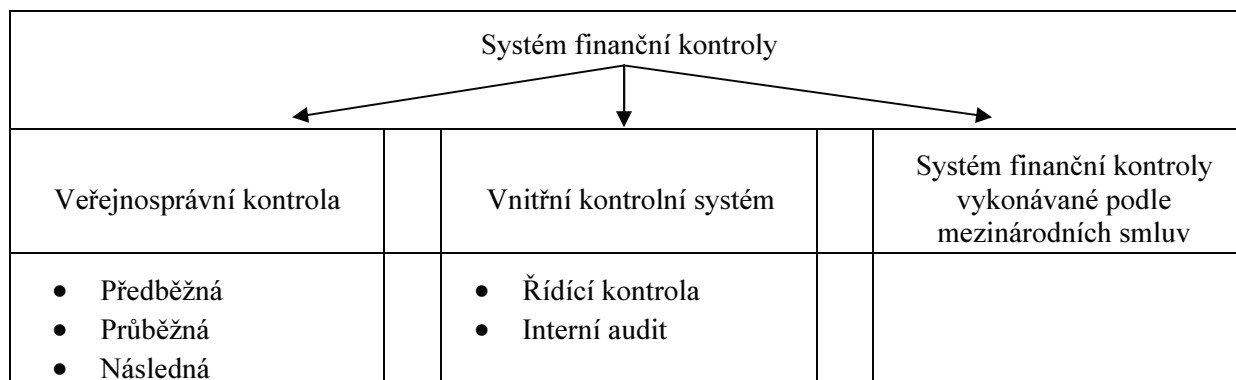 Systém finanční kontroly
Veřejnosprávní kontrola
Vnitřní kontrolní systém
Systém finanční kontroly
vykonávané podle
mezinárodních smluv
• Předběžná
• Průběžná
• Následná
• Řídící kontrola
• Interní audit